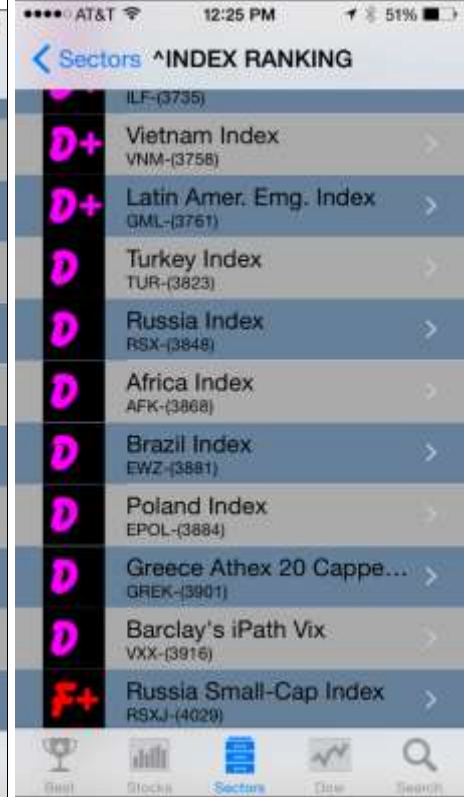 AT&T 12:25 PM 51%
Sectors ^INDEX RANKING
ILF-(3735)
D+ Vietnam Index
VNM-(3758)
D+ Latin Amer. Emg. Index
GML-(3761)
D Turkey Index
TUR-(3823)
D Russia Index
RSX-(3848)
D Africa Index
AFK-(3868)
D Brazil Index
EWZ-(3881)
D Poland Index
EPOL-(3884)
D Greece Athex 20 Cappe...
GREK-(3901)
D Barclay's iPath Vix
VXX-(3916)
F+ Russia Small-Cap Index
RSXJ-(4029)
Best Stocks Sectors Dow Search